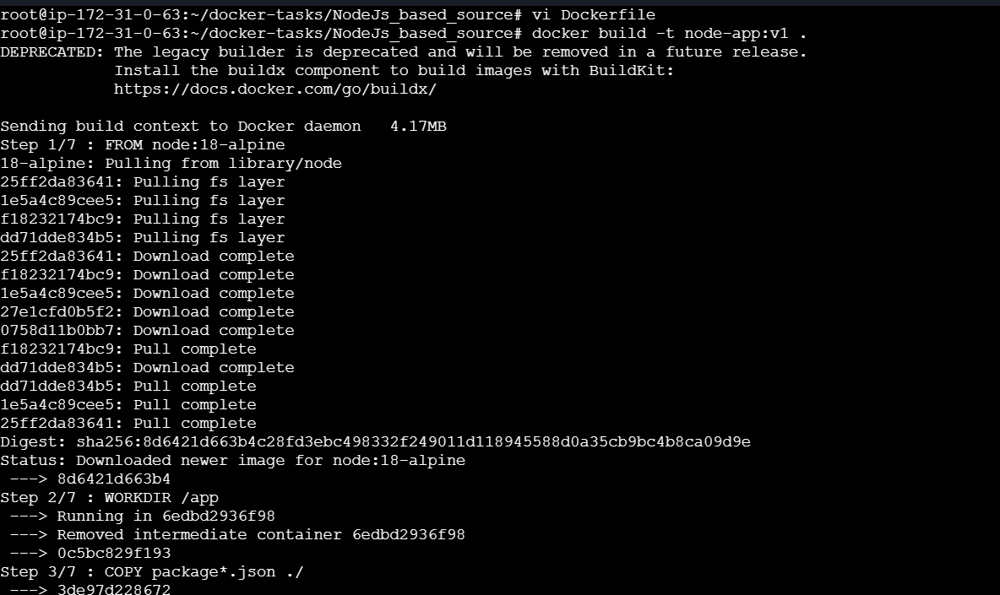 root@ip-172-31-0-63:~/docker-tasks/NodeJs_based_source# vi Dockerfile
root@ip-172-31-0-63:~/docker-tasks/NodeJs_based_source# docker build -t node-app:v1 .
DEPRECATED: The legacy builder is deprecated and will be removed in a future release.
            Install the buildx component to build images with BuildKit:
            https://docs.docker.com/go/buildx/

Sending build context to Docker daemon   4.17MB
Step 1/7 : FROM node:18-alpine
18-alpine: Pulling from library/node
25ff2da83641: Pulling fs layer
1e5a4c89cee5: Pulling fs layer
f18232174bc9: Pulling fs layer
dd71dde834b5: Pulling fs layer
25ff2da83641: Download complete
f18232174bc9: Download complete
1e5a4c89cee5: Download complete
27e1cfd0b5f2: Download complete
0758d11b0bb7: Download complete
f18232174bc9: Pull complete
dd71dde834b5: Download complete
dd71dde834b5: Pull complete
1e5a4c89cee5: Pull complete
25ff2da83641: Pull complete
Digest: sha256:8d6421d663b4c28fd3ebc498332f249011d118945588d0a35cb9bc4b8ca09d9e
Status: Downloaded newer image for node:18-alpine
 ---> 8d6421d663b4
Step 2/7 : WORKDIR /app
 ---> Running in 6edbd2936f98
 ---> Removed intermediate container 6edbd2936f98
 ---> 0c5bc829f193
Step 3/7 : COPY package*.json ./
 ---> 3de97d228672